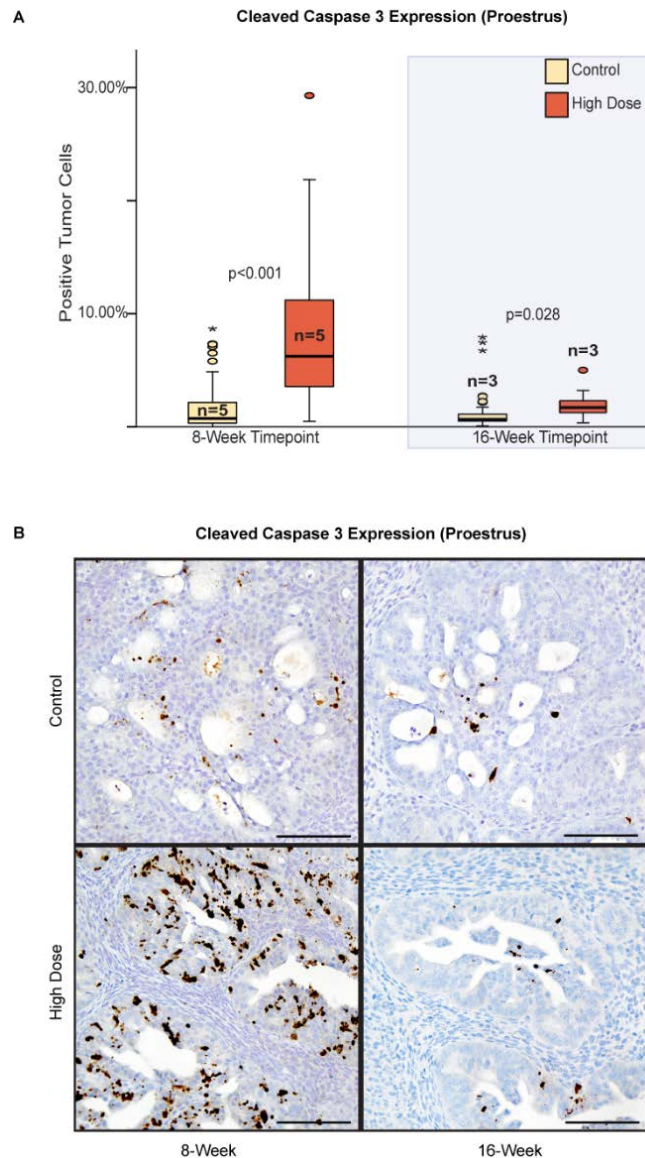 A
Cleaved Caspase 3 Expression (Proestrus)
Control
High Dose
30.00%
10.00%
Positive Tumor Cells
p<0.001
p=0.028
n=5
n=5
n=3
n=3
*
*
*
*
8-Week Timepoint
16-Week Timepoint
B
Cleaved Caspase 3 Expression (Proestrus)
Control
High Dose
8-Week
16-Week